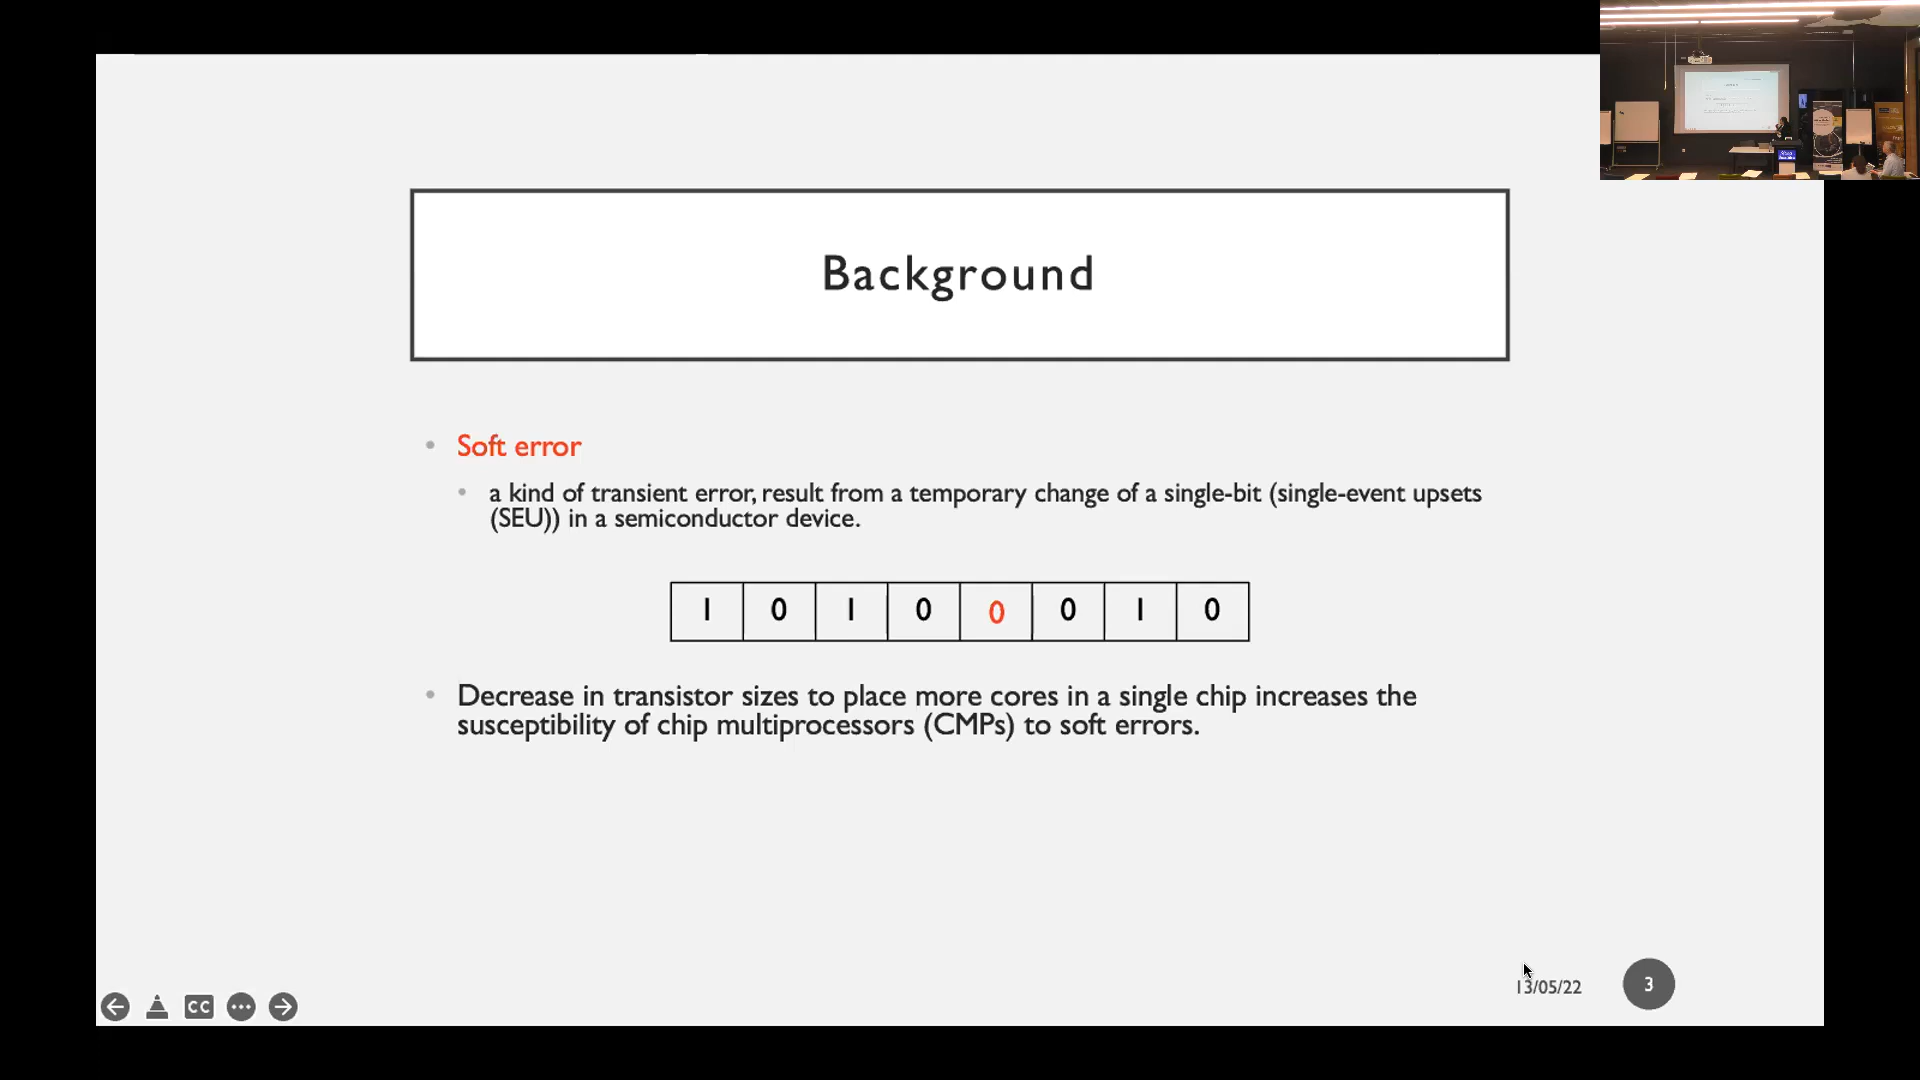 Background
• Soft error
• a kind of transient error, result from a temporary change of a single-bit (single-event upsets
(SEU)) in a semiconductor device.
1 0 1 0 0 0 1 0
• Decrease in transistor sizes to place more cores in a single chip increases the
susceptibility of chip multiprocessors (CMPs) to soft errors.
13/05/22
3
CC